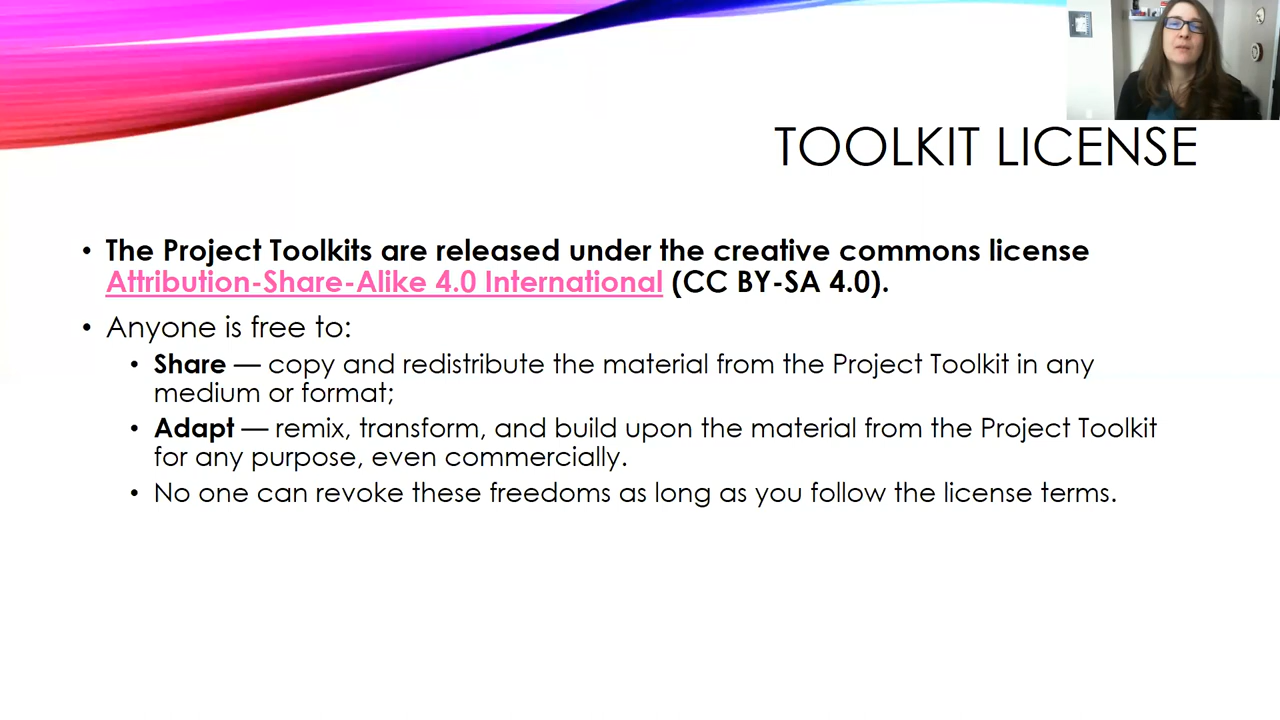 TOOLKIT LICENSE
• The Project Toolkits are released under the creative commons license
Attribution-Share-Alike 4.0 International (CC BY-SA 4.0).
• Anyone is free to:
• Share — copy and redistribute the material from the Project Toolkit in any
medium or format;
• Adapt — remix, transform, and build upon the material from the Project Toolkit
for any purpose, even commercially.
• No one can revoke these freedoms as long as you follow the license terms.